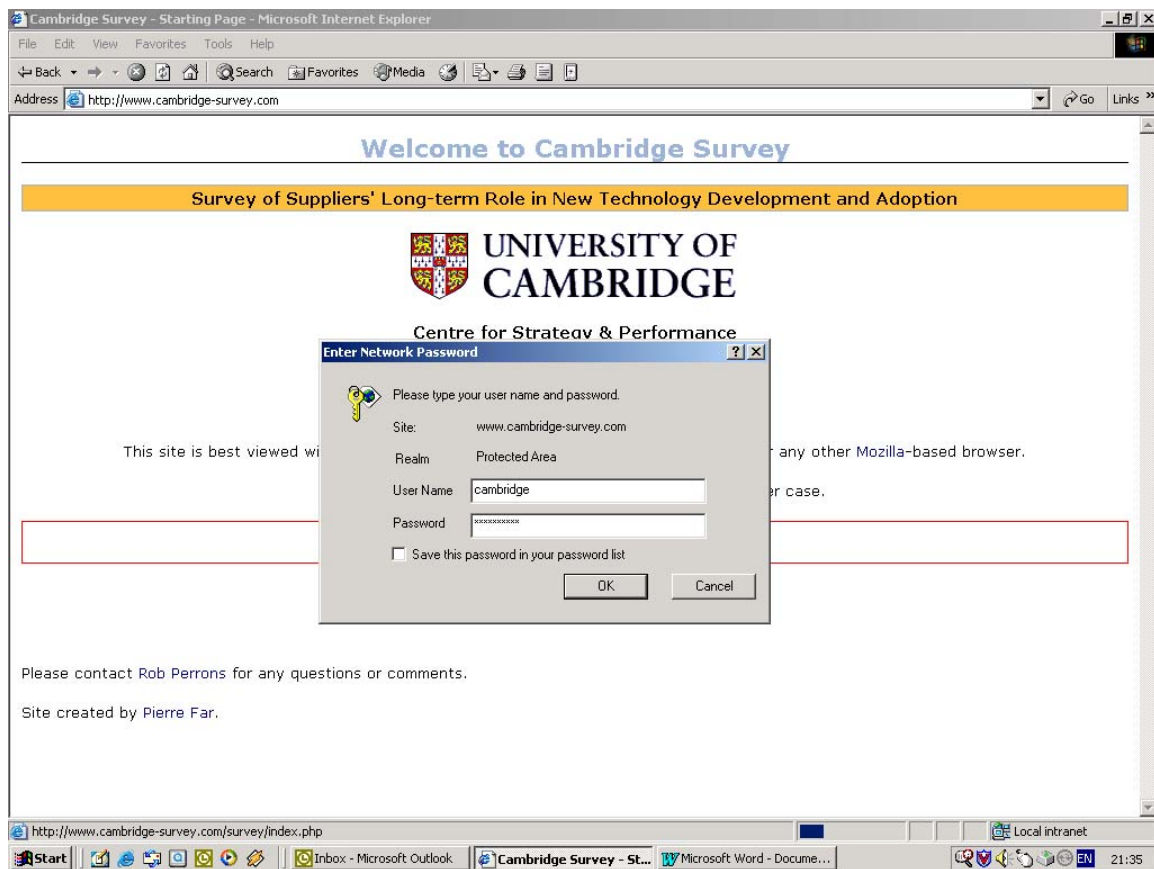 Cambridge Survey - Starting Page - Microsoft Internet Explorer
File Edit View Favorites Tools Help
Back Search Favorites Media
Address http://www.cambridge-survey.com Go Links »
Welcome to Cambridge Survey
Survey of Suppliers' Long-term Role in New Technology Development and Adoption
UNIVERSITY OF
CAMBRIDGE
Centre for Strategy & Performance
Enter Network Password
Please type your user name and password.
Site: www.cambridge-survey.com
This site is best viewed wi any other Mozilla-based browser.
Realm Protected Area
User Name cambridge
er case.
Password xxxxxxxxxx
Save this password in your password list
OK Cancel
Please contact Rob Perrons for any questions or comments.
Site created by Pierre Far.
http://www.cambridge-survey.com/survey/index.php Local intranet
Start Inbox - Microsoft Outlook Cambridge Survey - St... Microsoft Word - Docume... EN 21:35